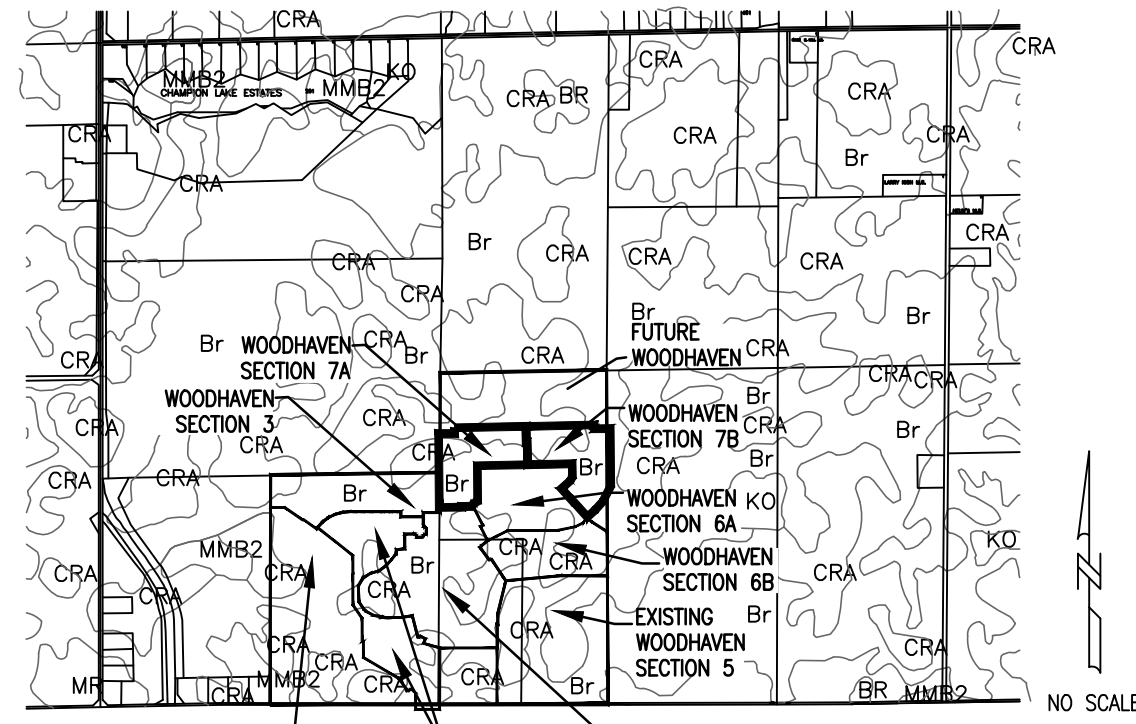 CRA
CRA
CRA
KO
MMB2
MMB2
CHAMPION LAKE ESTATES
CRA BR
CRA
CRA
CRA
CRA
Br
CRA
CRA
Br
CRA
CRA
CRA
CRA
CRA
Br
Br
FUTURE
WOODHAVEN
CRA
Br
WOODHAVEN
SECTION 7A
CRA
Br
CRA
CRA
CRA
CRA
WOODHAVEN
SECTION 3
Br
WOODHAVEN
SECTION 7B
CRA
CRA
CRA
CRA
CRA
Br
Br
CRA
Br
CRA
CRA
Br
Br
WOODHAVEN
SECTION 6A
KO
MMB2
CRA
KO
WOODHAVEN
SECTION 6B
CRA
Br
CRA
CRA
CRA
CRA
CRA
EXISTING
WOODHAVEN
SECTION 5
Br
CRA
CRA
CRA
CRA
MMB2
CRA
CRA
CRA
Br
BR
MMB2
NO SCALE